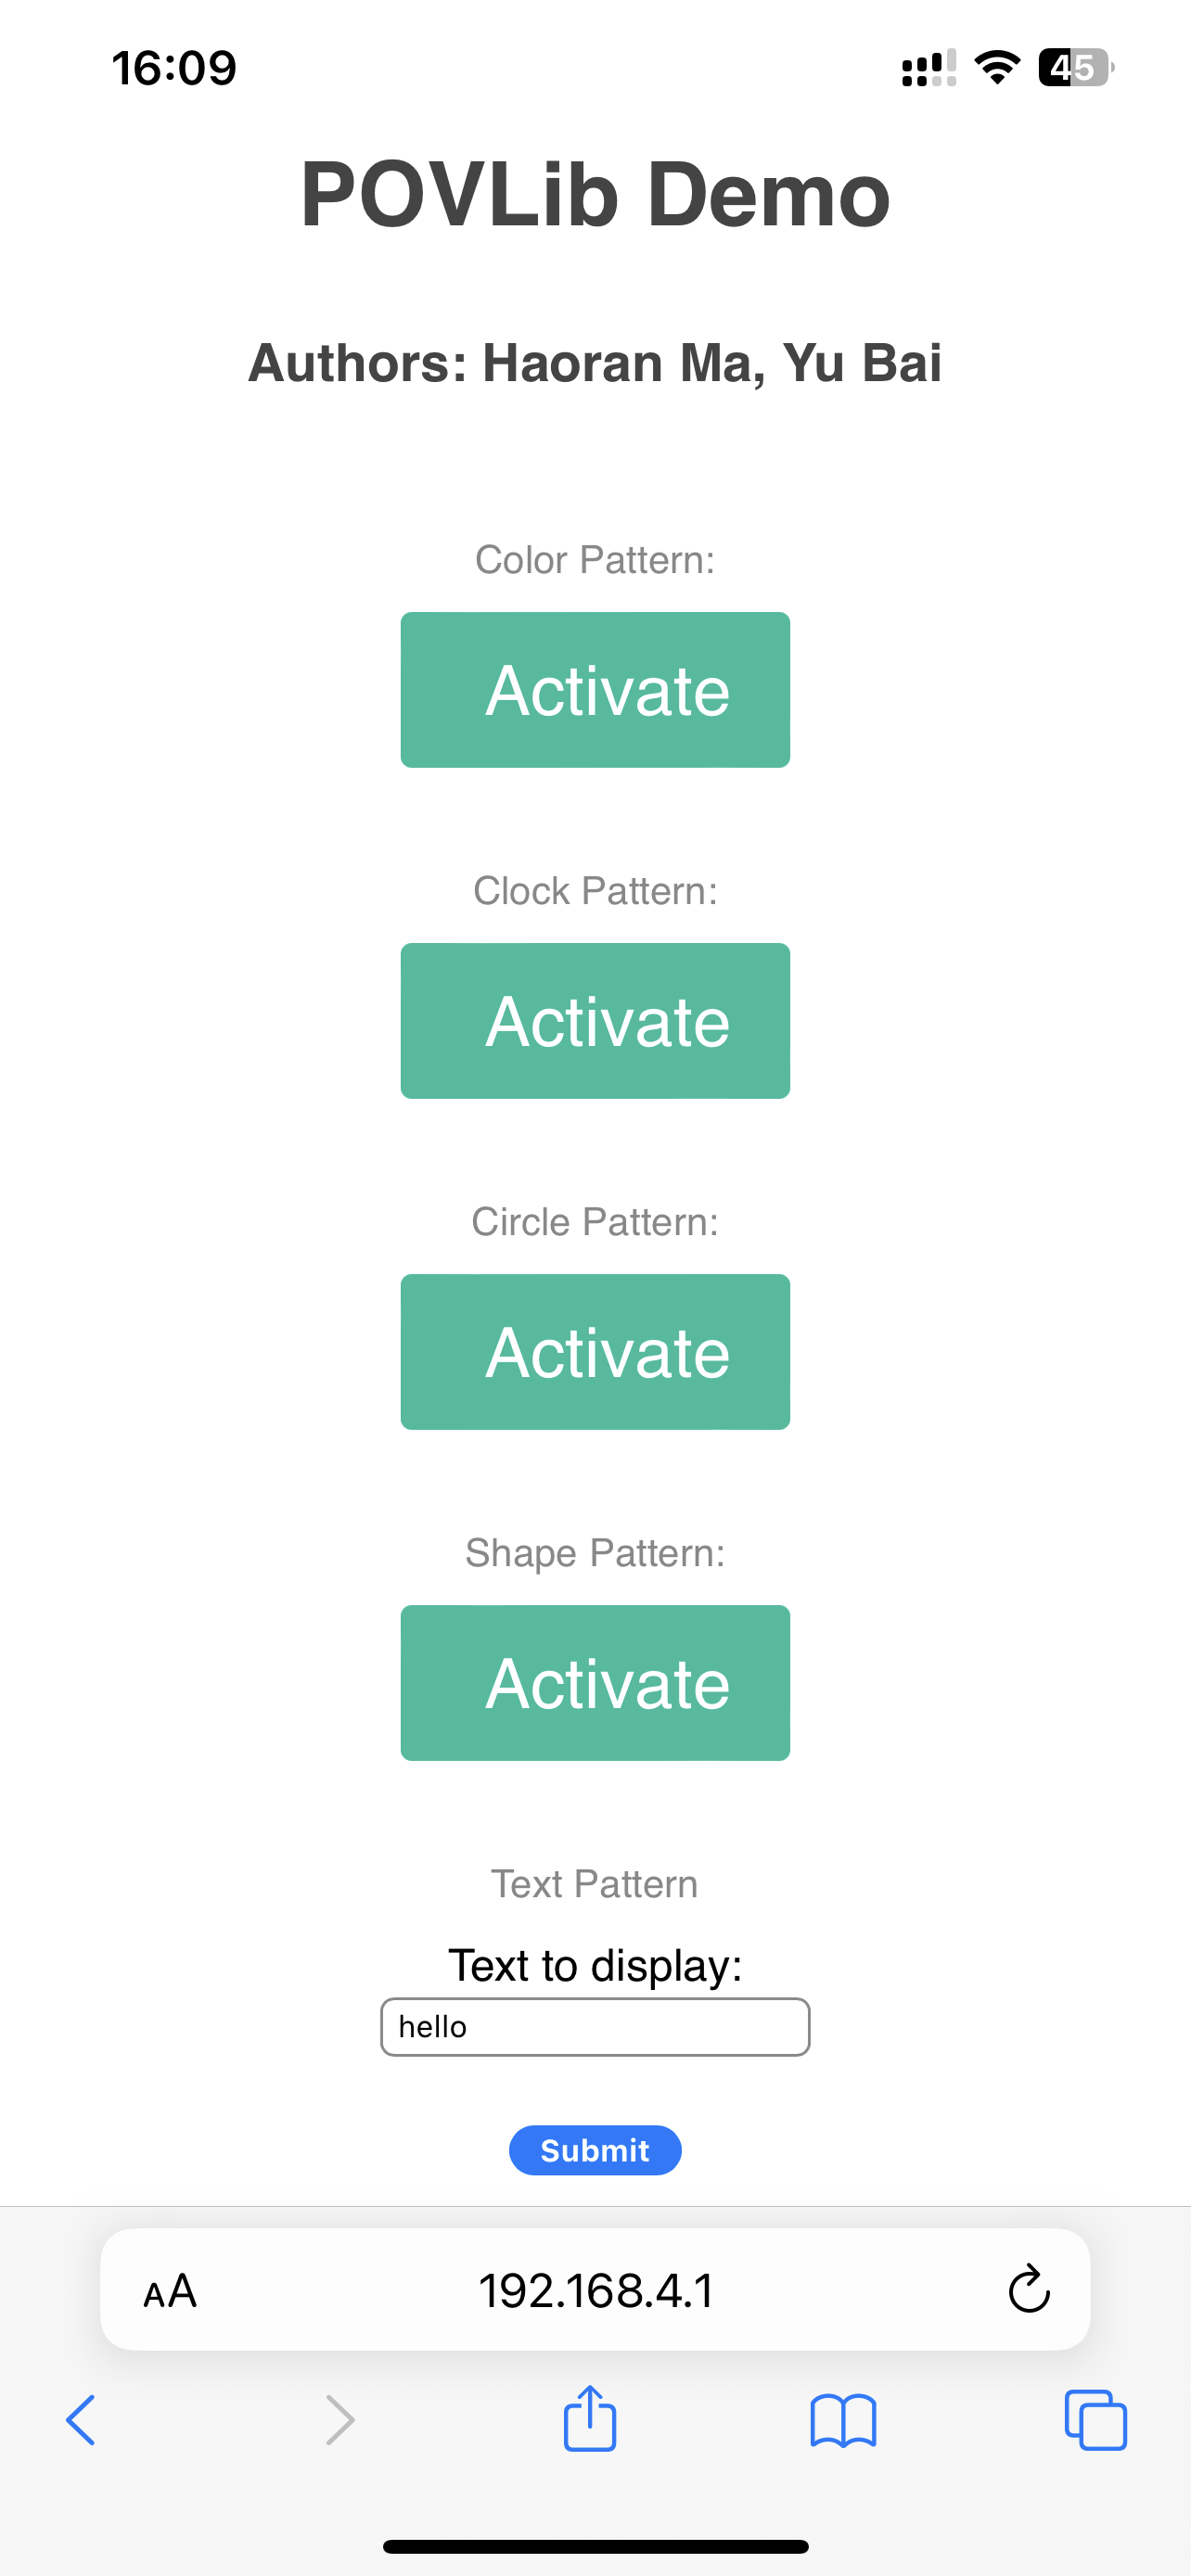 16:09
45
POVLib Demo
Authors: Haoran Ma, Yu Bai
Color Pattern:
Activate
Clock Pattern:
Activate
Circle Pattern:
Activate
Shape Pattern:
Activate
Text Pattern
Text to display:
hello
Submit
AA 192.168.4.1